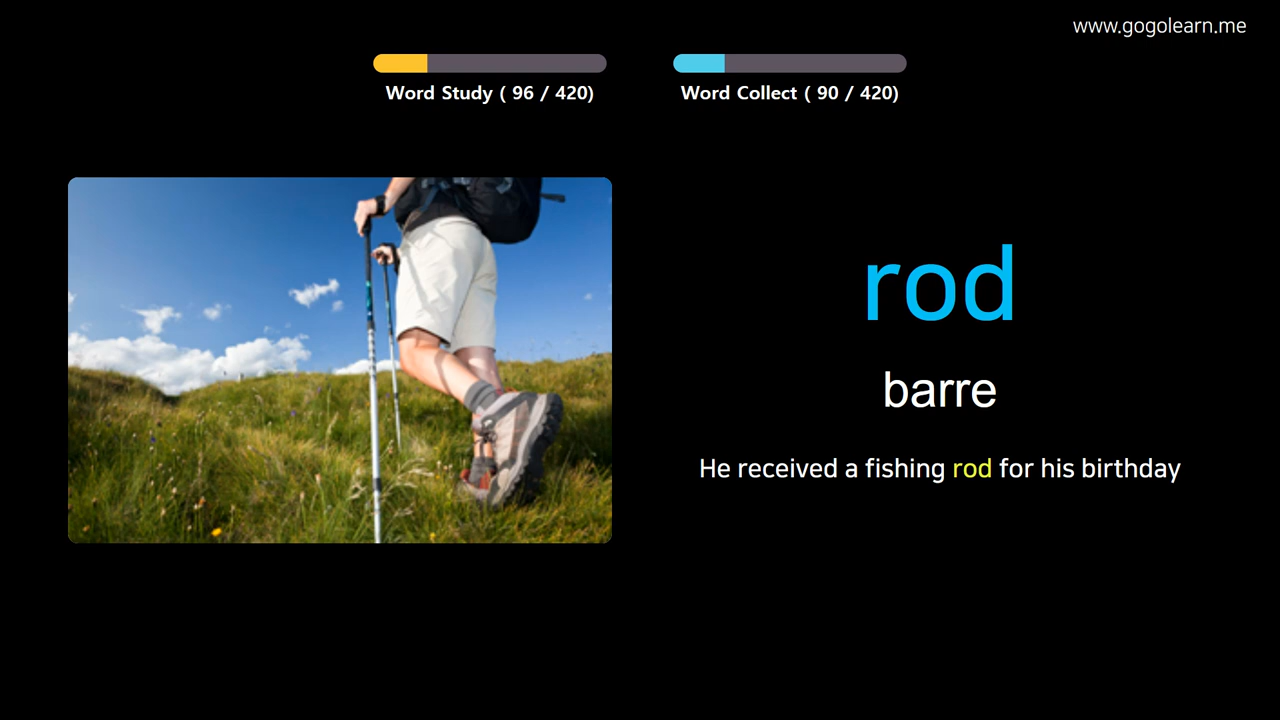 www.gogolearn.me
Word Study ( 96 / 420)
Word Collect ( 90 / 420)
rod
barre
He received a fishing rod for his birthday